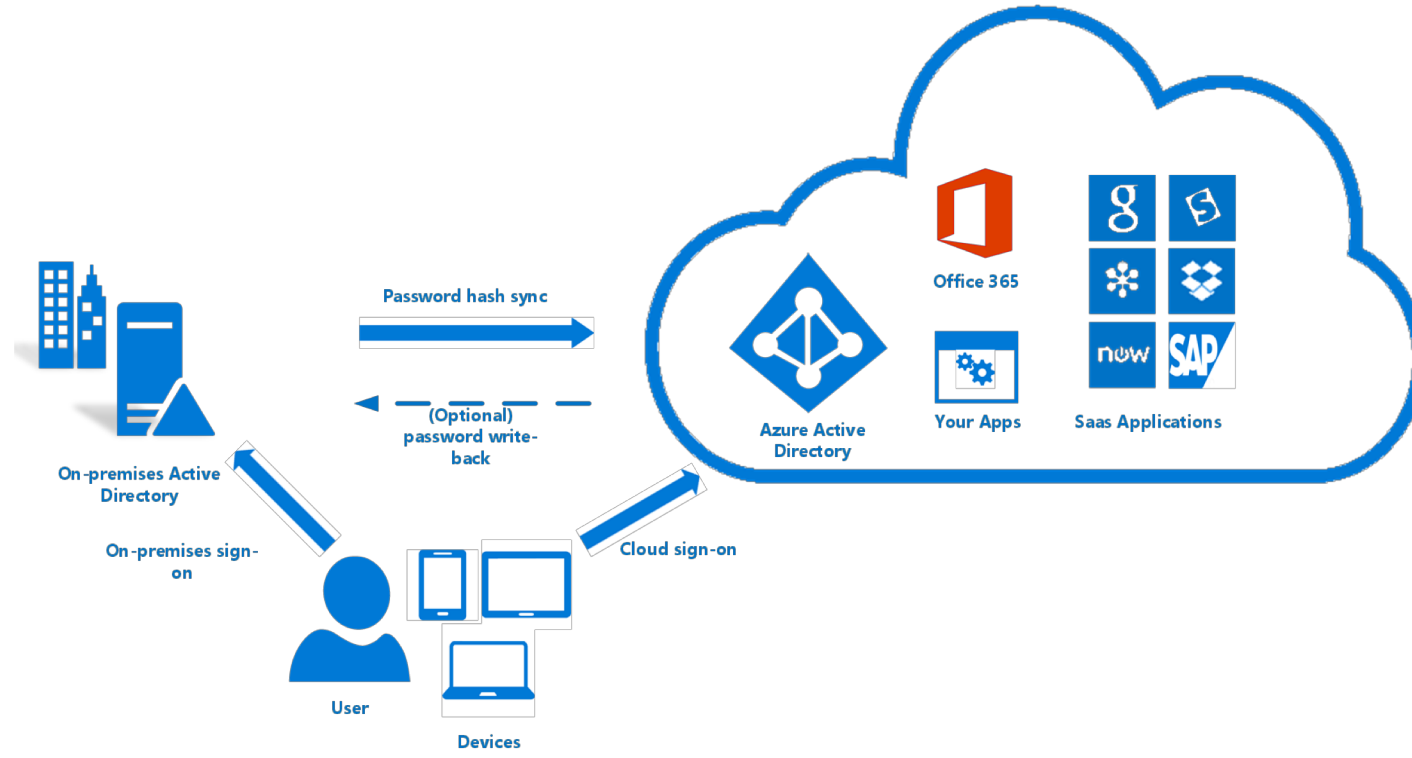 Office 365
Password hash sync
(Optional)
password write-
back
Your Apps
Saas Applications
Azure Active
Directory
On-premises Active
Directory
On-premises sign-
on
Cloud sign-on
User
Devices
g
S
now
SAP